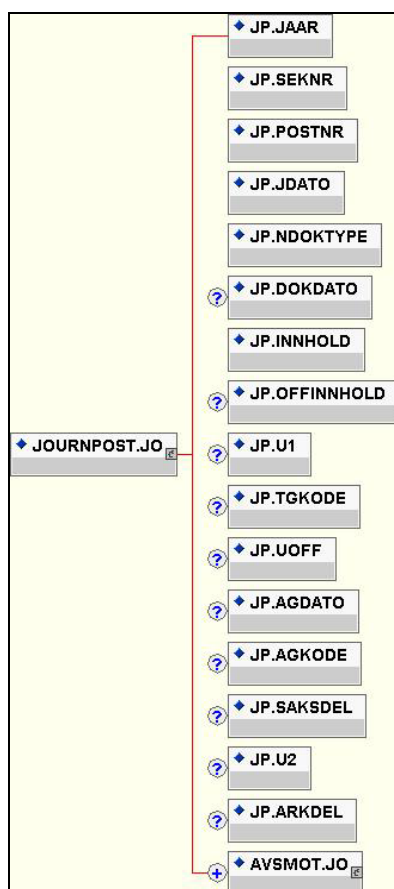 JP.JAAR
JP.SEKNR
JP.POSTNR
JP.JDATO
JP.NDOKTYPE
? JP.DOKDATO
JP.INNHOLD
? JP.OFFINNHOLD
JOURNPOST.JO
? JP.U1
? JP.TGKODE
? JP.UOFF
? JP.AGDATO
? JP.AGKODE
? JP.SAKSDEL
? JP.U2
? JP.ARKDEL
+ AVSMOT.JO